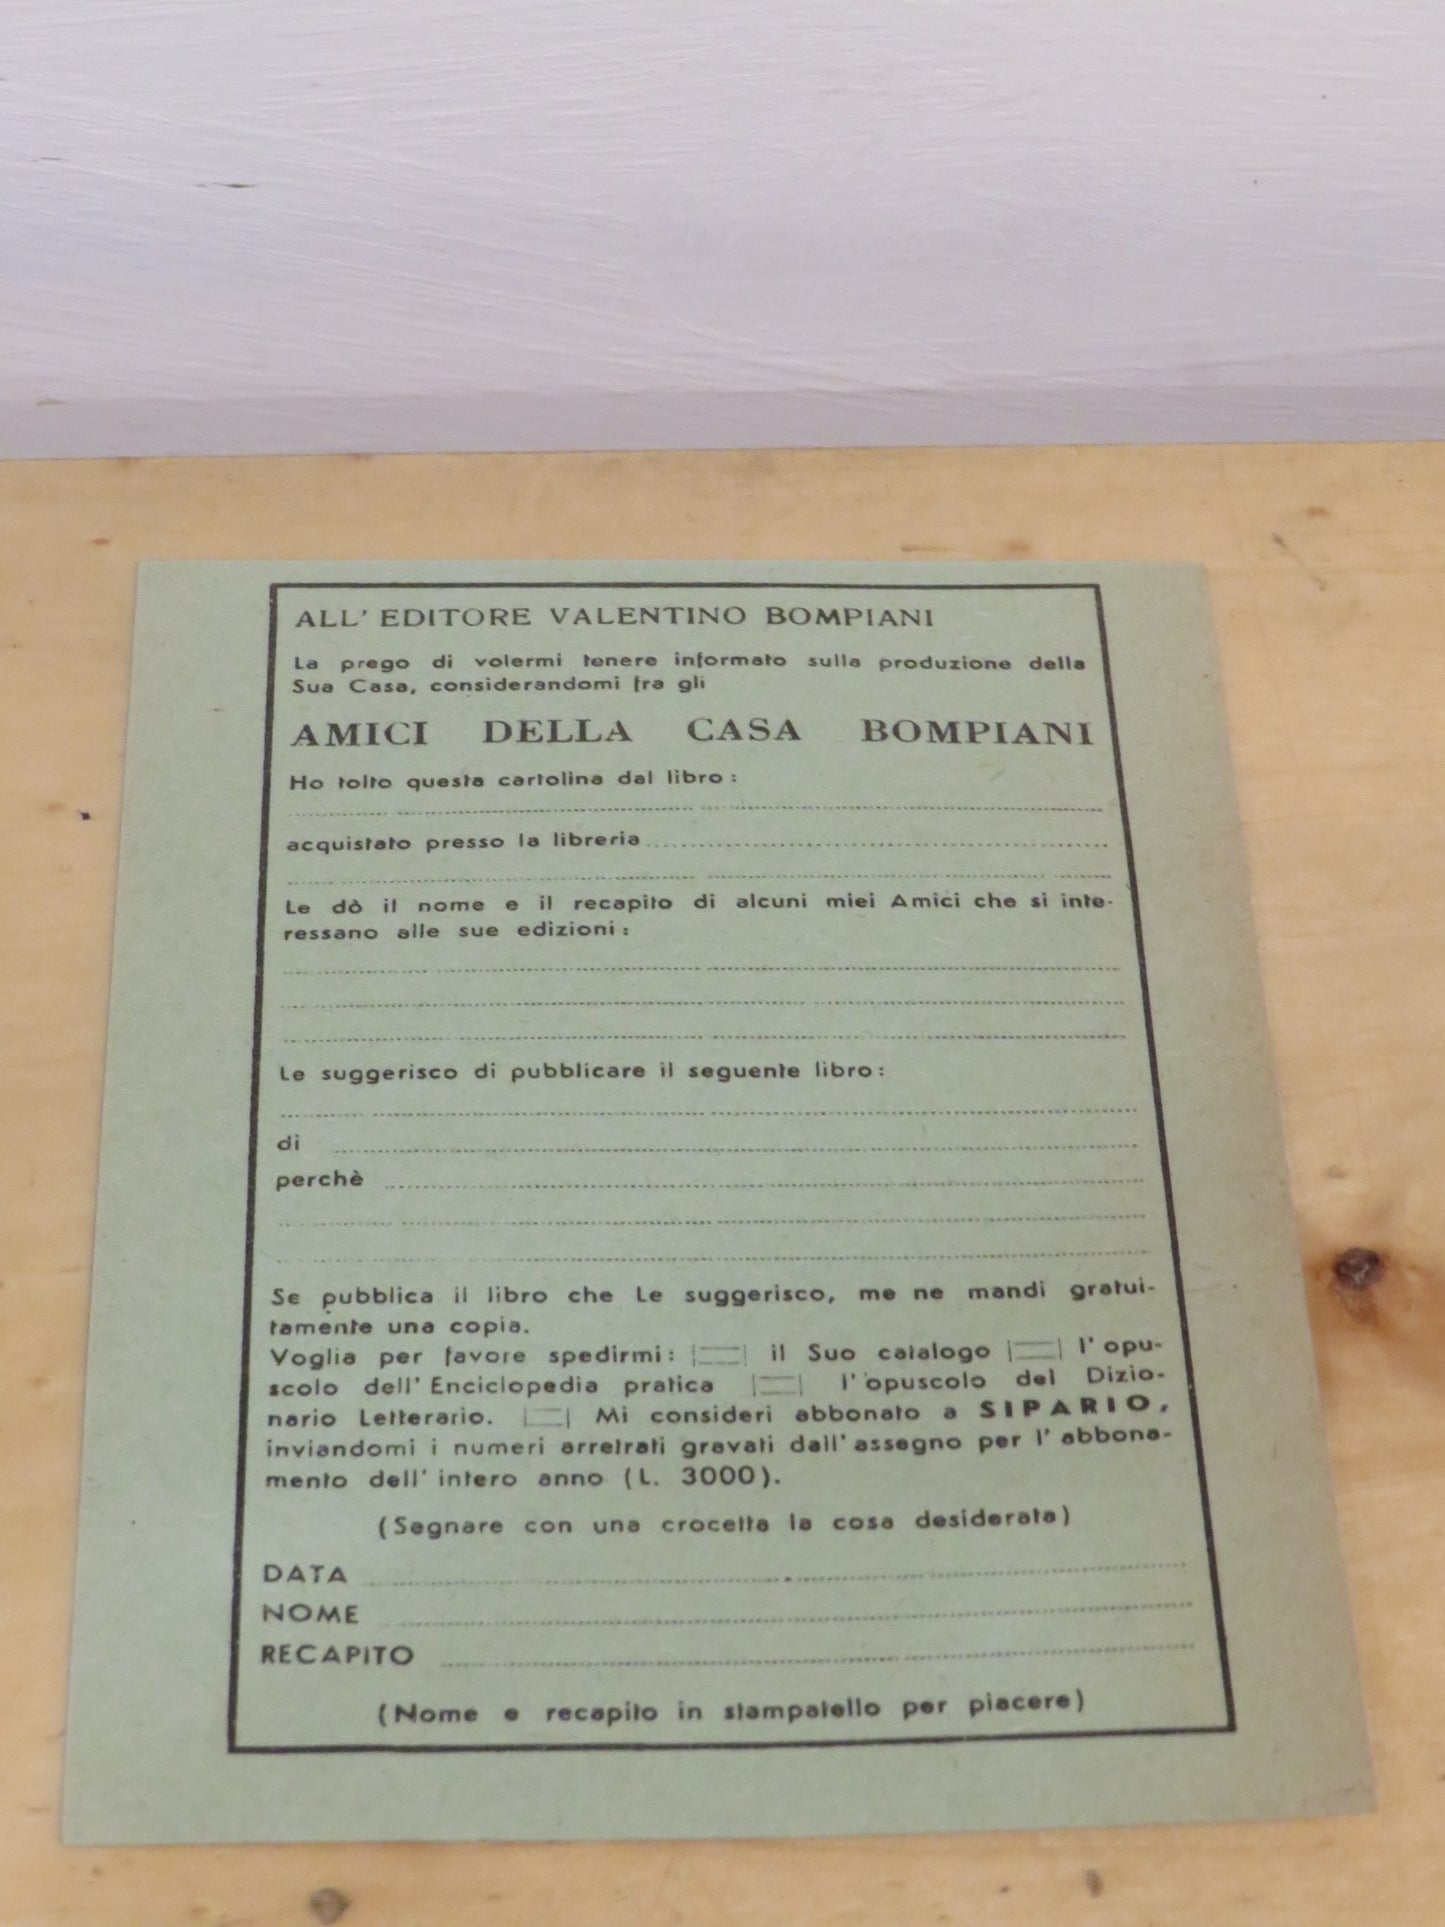 ALL' EDITORE VALENTINO BOMPIANI
La prego di volermi tenere informato sulla produzione della
Sua Casa, considerandomi fra gli
AMICI DELLA CASA BOMPIANI
Ho tolto questa cartolina dal libro:
acquistato presso la libreria
Le dò il nome e il recapito di alcuni miei Amici che si inte-
ressano alle sue edizioni:
Le suggerisco di pubblicare il seguente libro:
di
perchè
Se pubblica il libro che Le suggerisco, me ne mandi gratui-
tamente una copia.
Voglia per favore spedirmi: il Suo catalogo l'opu-
scolo dell'Enciclopedia pratica l'opuscolo del Dizio-
nario Letterario. Mi consideri abbonato a SIPARIO,
inviandomi i numeri arretrati gravati dall'assegno per l'abbona-
mento dell'intero anno (L. 3000).
(Segnare con una crocetta la cosa desiderata)
DATA
NOME
RECAPITO
(Nome e recapito in stampatello per piacere)